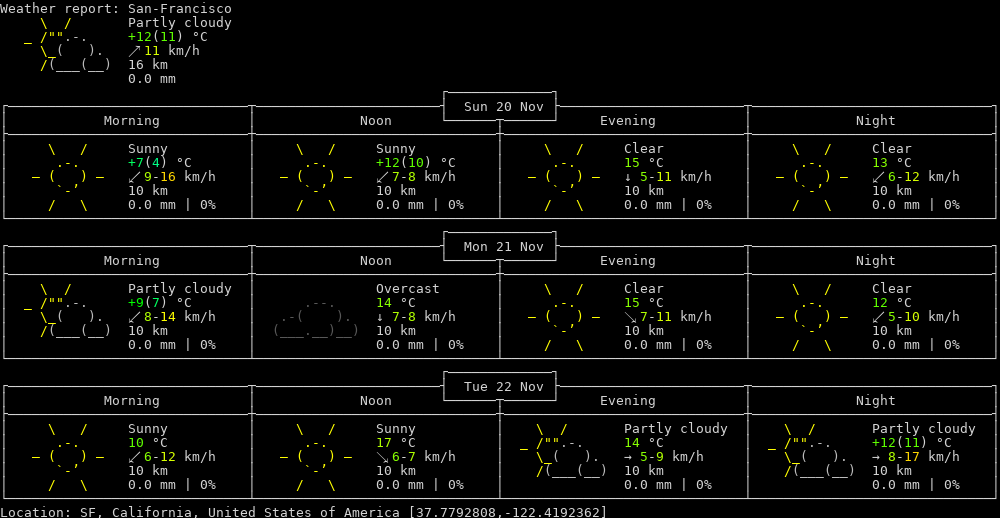 Weather report: San-Francisco
Partly cloudy
+12(11) °C
↗ 11 km/h
16 km
0.0 mm
Sun 20 Nov
Morning Noon Evening Night
Sunny Sunny Clear Clear
+7(4) °C +12(10) °C 15 °C 13 °C
↙ 9-16 km/h ↙ 7-8 km/h ↓ 5-11 km/h ↙ 6-12 km/h
10 km 10 km 10 km 10 km
0.0 mm | 0% 0.0 mm | 0% 0.0 mm | 0% 0.0 mm | 0%
Mon 21 Nov
Morning Noon Evening Night
Partly cloudy Overcast Clear Clear
+9(7) °C 14 °C 15 °C 12 °C
↙ 8-14 km/h ↓ 7-8 km/h ↘ 7-11 km/h ↙ 5-10 km/h
10 km 10 km 10 km 10 km
0.0 mm | 0% 0.0 mm | 0% 0.0 mm | 0% 0.0 mm | 0%
Tue 22 Nov
Morning Noon Evening Night
Sunny Sunny Partly cloudy Partly cloudy
10 °C 17 °C 14 °C +12(11) °C
↙ 6-12 km/h ↘ 6-7 km/h → 5-9 km/h → 8-17 km/h
10 km 10 km 10 km 10 km
0.0 mm | 0% 0.0 mm | 0% 0.0 mm | 0% 0.0 mm | 0%
Location: SF, California, United States of America [37.7792808,-122.4192362]